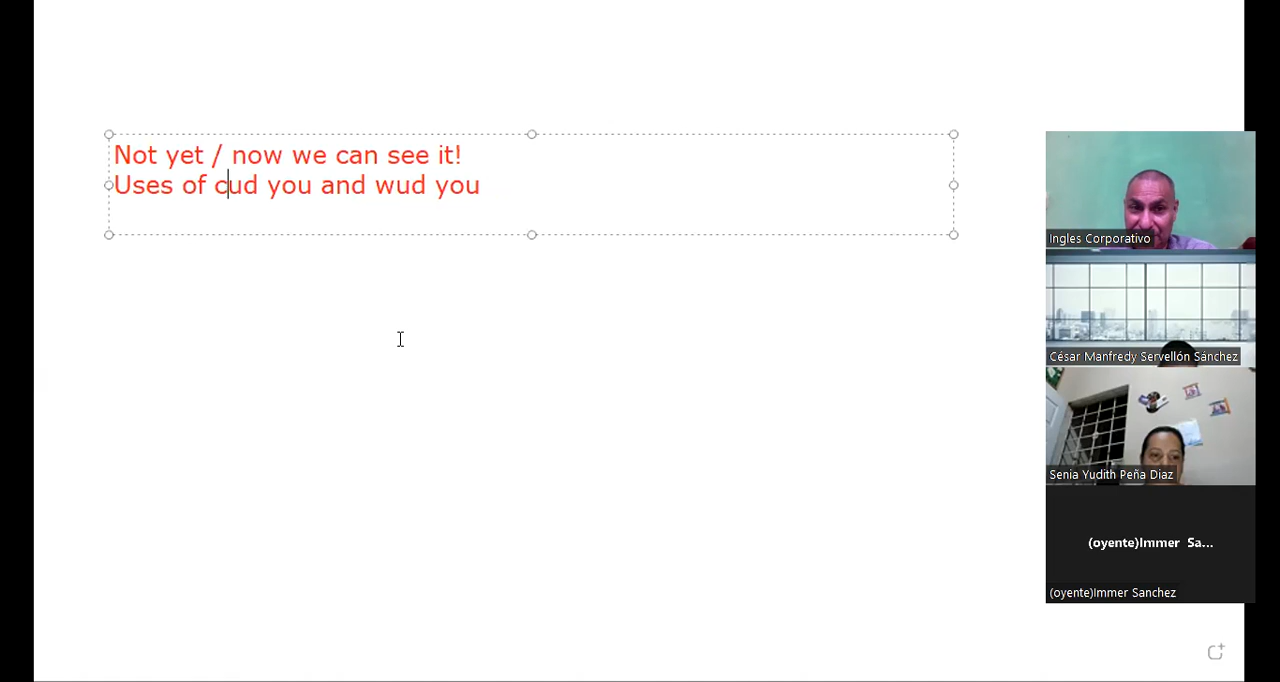 Not yet / now we can see it!
Uses of cud you and wud you
Ingles Corporativo
César Manfredy Servellón Sánchez
Senia Yudith Peña Diaz
(oyente)Immer Sa...
(oyente)Immer Sanchez